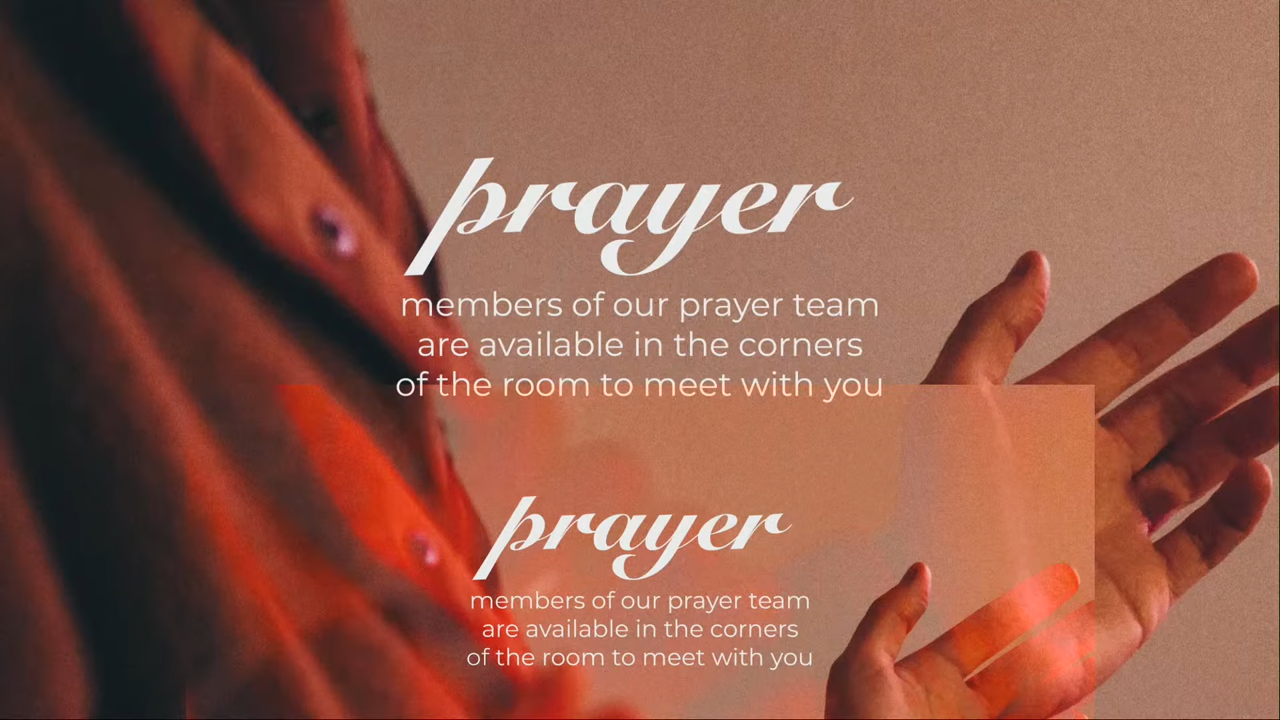 prayer
members of our prayer team
are available in the corners
of the room to meet with you
prayer
members of our prayer team
are available in the corners
of the room to meet with you